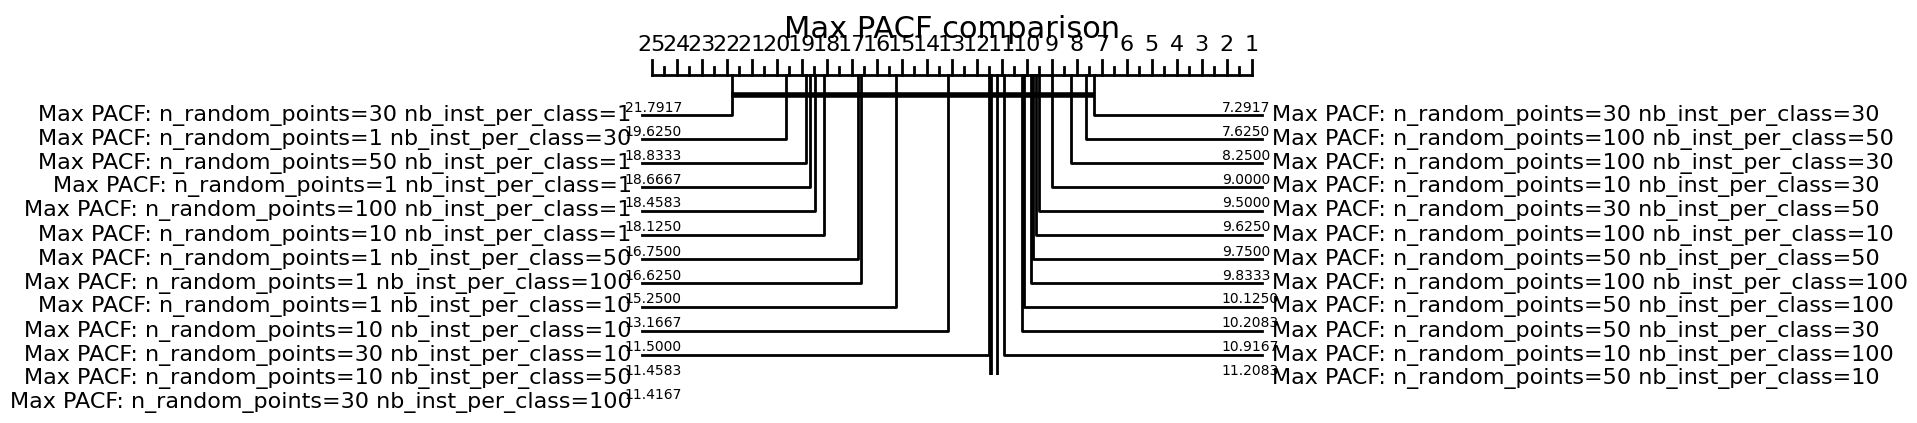 Max PACF comparison
25 24 23 22 21 20 19 18 17 16 15 14 13 12 11 10 9 8 7 6 5 4 3 2 1
Max PACF: n_random_points=30 nb_inst_per_class=1 21.7917 7.2917 Max PACF: n_random_points=30 nb_inst_per_class=30
Max PACF: n_random_points=1 nb_inst_per_class=30 19.6250 7.6250 Max PACF: n_random_points=100 nb_inst_per_class=50
Max PACF: n_random_points=50 nb_inst_per_class=1 18.8333 8.2500 Max PACF: n_random_points=100 nb_inst_per_class=30
Max PACF: n_random_points=1 nb_inst_per_class=1 18.6667 9.0000 Max PACF: n_random_points=10 nb_inst_per_class=30
Max PACF: n_random_points=100 nb_inst_per_class=1 18.4583 9.5000 Max PACF: n_random_points=30 nb_inst_per_class=50
Max PACF: n_random_points=10 nb_inst_per_class=1 18.1250 9.6250 Max PACF: n_random_points=100 nb_inst_per_class=10
Max PACF: n_random_points=1 nb_inst_per_class=50 16.7500 9.7500 Max PACF: n_random_points=50 nb_inst_per_class=50
Max PACF: n_random_points=1 nb_inst_per_class=100 16.6250 9.8333 Max PACF: n_random_points=100 nb_inst_per_class=100
Max PACF: n_random_points=1 nb_inst_per_class=10 15.2500 10.1250 Max PACF: n_random_points=50 nb_inst_per_class=100
Max PACF: n_random_points=10 nb_inst_per_class=10 13.1667 10.2083 Max PACF: n_random_points=50 nb_inst_per_class=30
Max PACF: n_random_points=30 nb_inst_per_class=10 11.5000 10.9167 Max PACF: n_random_points=10 nb_inst_per_class=100
Max PACF: n_random_points=10 nb_inst_per_class=50 11.4583 11.2083 Max PACF: n_random_points=50 nb_inst_per_class=10
Max PACF: n_random_points=30 nb_inst_per_class=100 11.4167